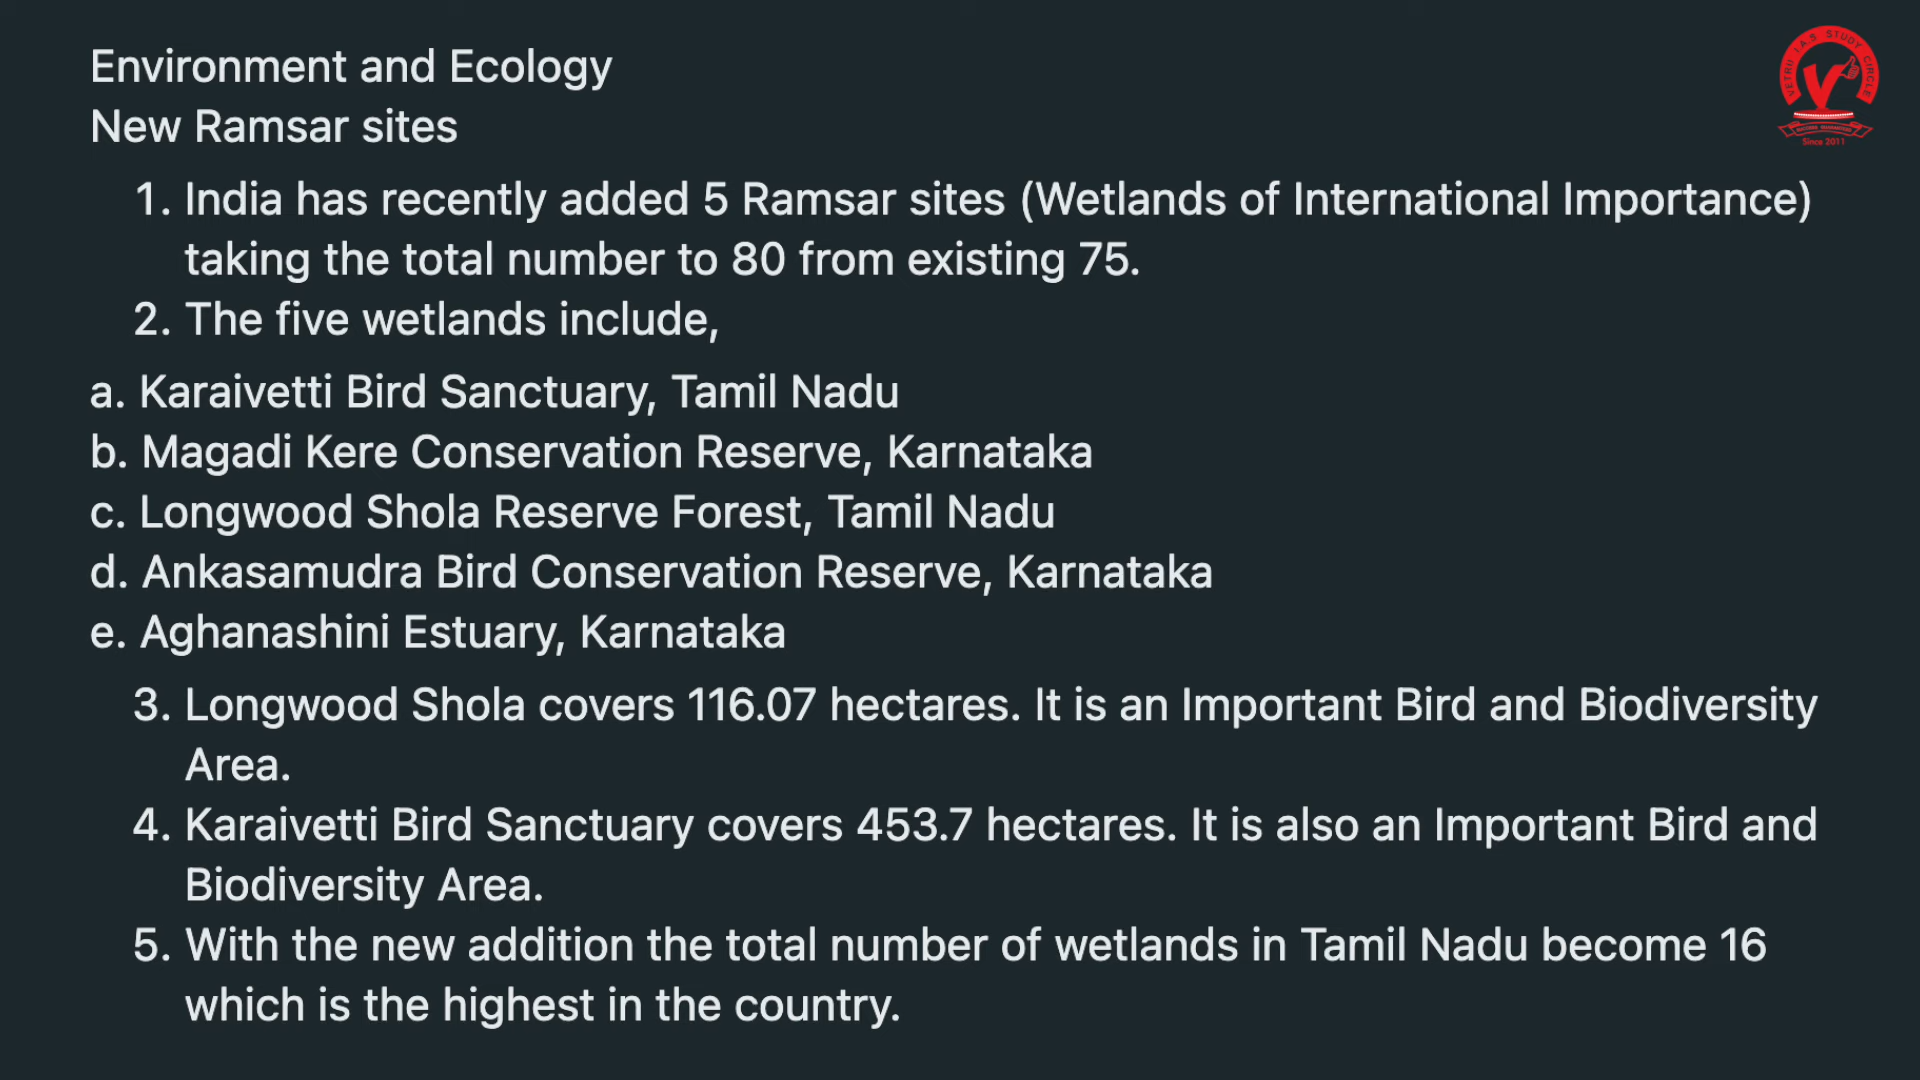 Environment and Ecology
New Ramsar sites
1. India has recently added 5 Ramsar sites (Wetlands of International Importance)
taking the total number to 80 from existing 75.
2. The five wetlands include,
a. Karaivetti Bird Sanctuary, Tamil Nadu
b. Magadi Kere Conservation Reserve, Karnataka
c. Longwood Shola Reserve Forest, Tamil Nadu
d. Ankasamudra Bird Conservation Reserve, Karnataka
e. Aghanashini Estuary, Karnataka
3. Longwood Shola covers 116.07 hectares. It is an Important Bird and Biodiversity
Area.
4. Karaivetti Bird Sanctuary covers 453.7 hectares. It is also an Important Bird and
Biodiversity Area.
5. With the new addition the total number of wetlands in Tamil Nadu become 16
which is the highest in the country.
VETRII I.A.S STUDY CIRCLE
Since 2011